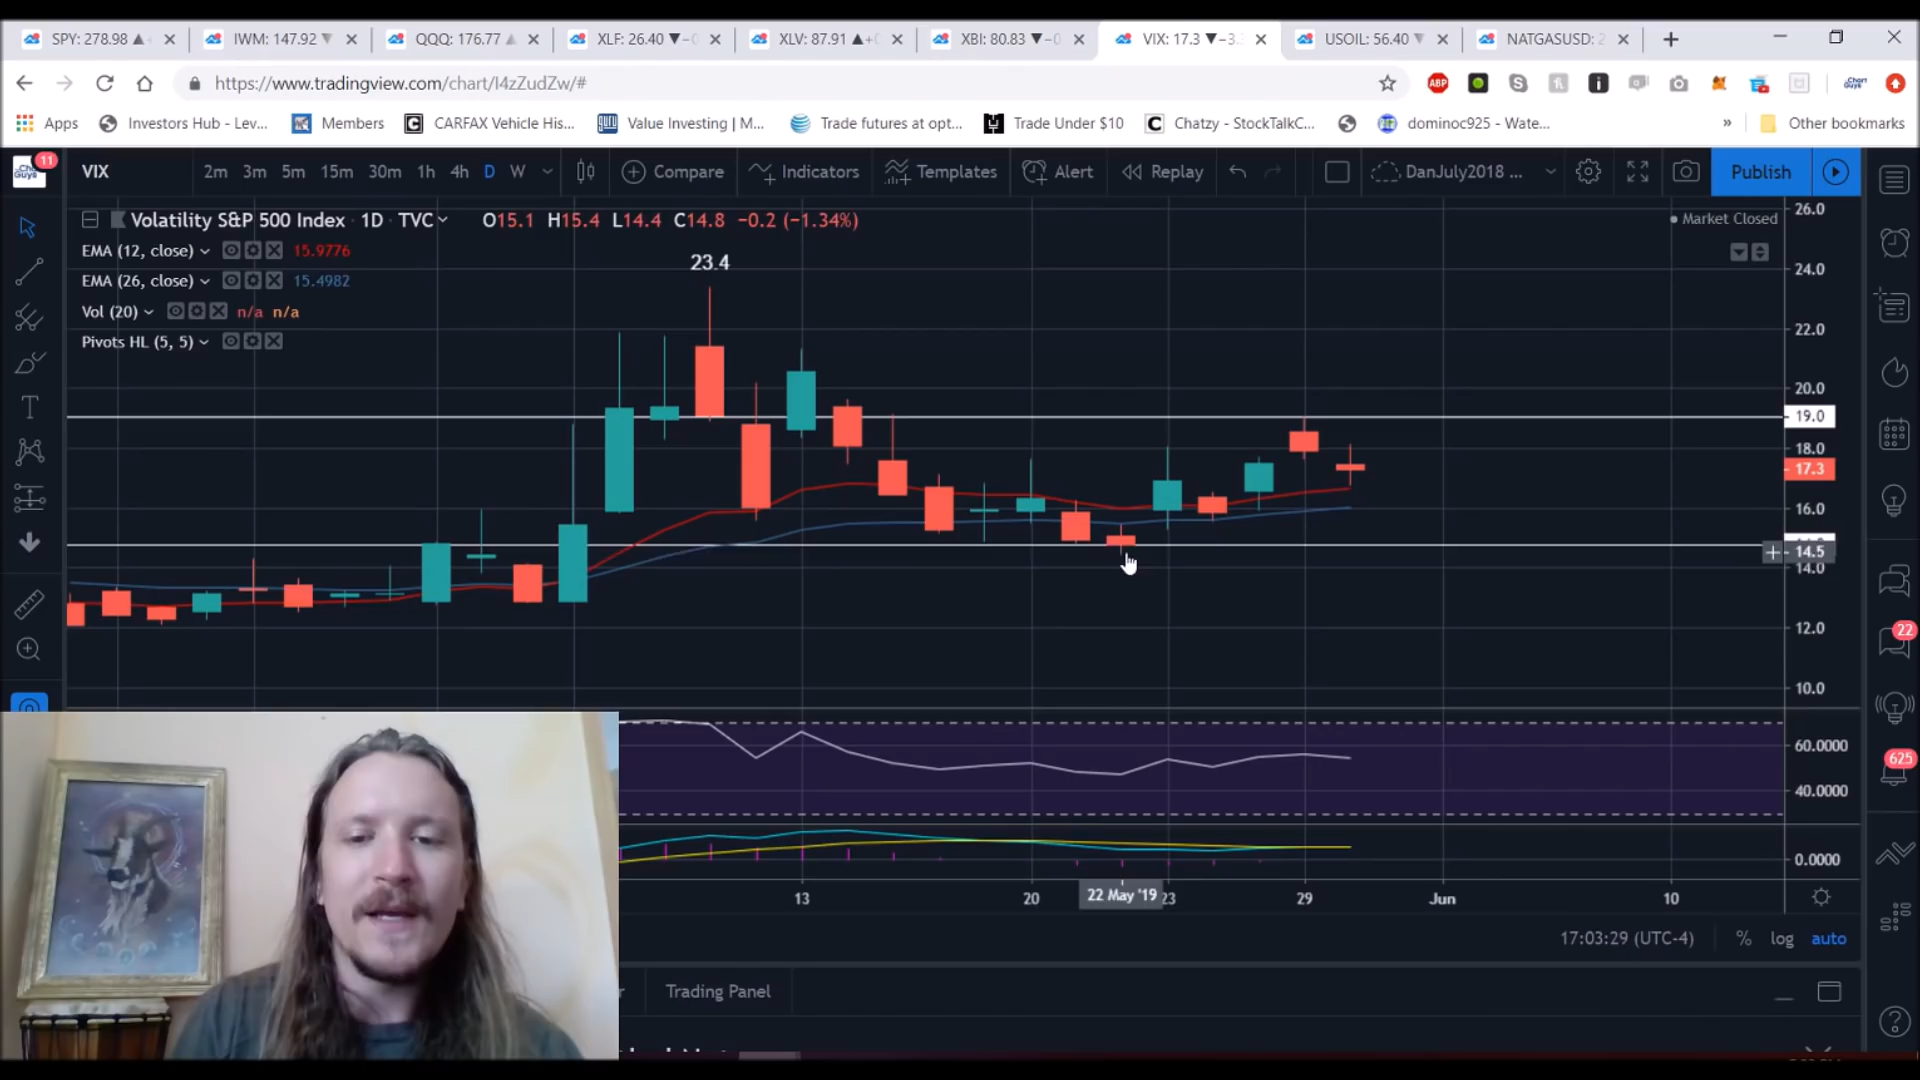 SPY: 278.98 ▲
IWM: 147.92 ▼
QQQ: 176.77 ▲
XLF: 26.40 ▼−0
XLV: 87.91 ▲+
XBI: 80.83 ▼−0
VIX: 17.3 ▼−3.
USOIL: 56.40 ▼
NATGASUSD: 2
https://www.tradingview.com/chart/I4zZudZw/#
ABP
Apps
Investors Hub - Lev...
Members
CARFAX Vehicle His...
Value Investing | M...
Trade futures at opt...
Trade Under $10
Chatzy - StockTalkC...
dominoc925 - Wate...
»
Other bookmarks
11
VIX
2m 3m 5m 15m 30m 1h 4h D W
Compare
Indicators
Templates
Alert
Replay
DanJuly2018 ...
Publish
Volatility S&P 500 Index · 1D · TVC
O15.1 H15.4 L14.4 C14.8 −0.2 (−1.34%)
Market Closed
EMA (12, close) 15.9776
EMA (26, close) 15.4982
Vol (20) n/a n/a
Pivots HL (5, 5)
23.4
26.0
24.0
22.0
20.0
19.0
18.0
17.3
16.0
14.5
14.0
12.0
10.0
60.0000
40.0000
0.0000
22
625
13
20
22 May '19
23
29
Jun
10
17:03:29 (UTC-4)
%
log
auto
Trading Panel